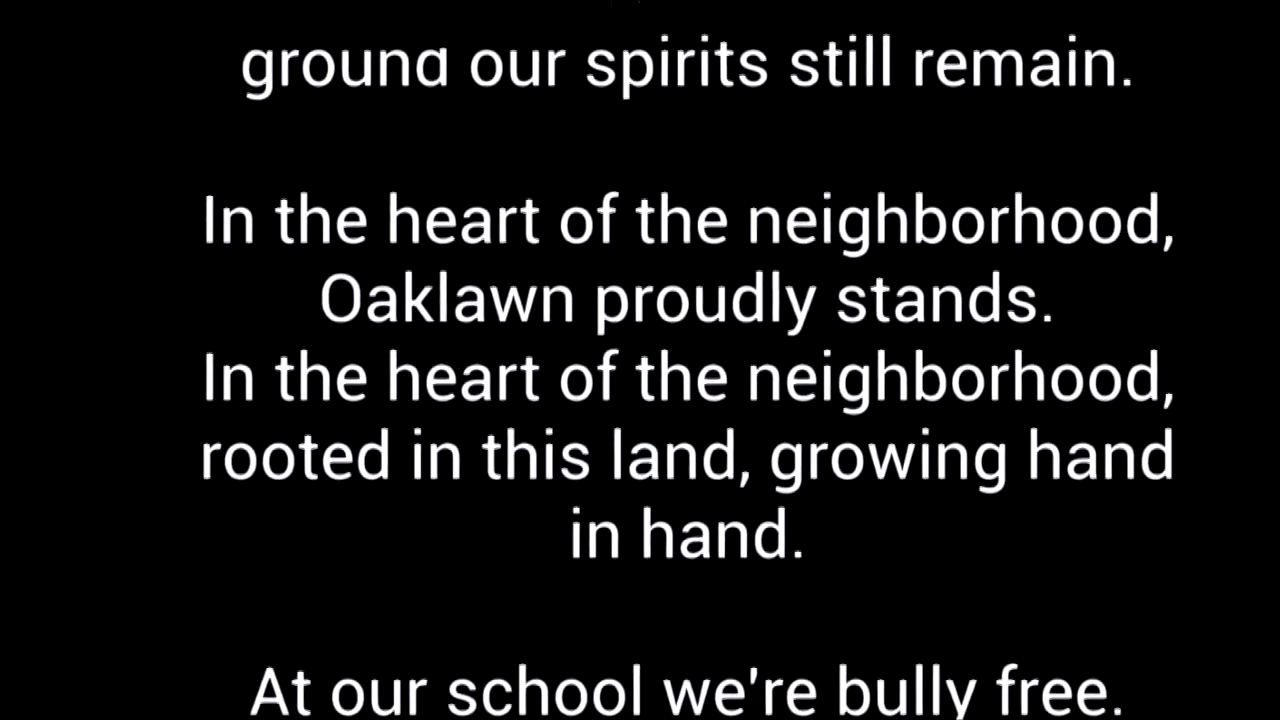 ground our spirits still remain.
In the heart of the neighborhood,
Oaklawn proudly stands.
In the heart of the neighborhood,
rooted in this land, growing hand
in hand.
At our school we're bully free.